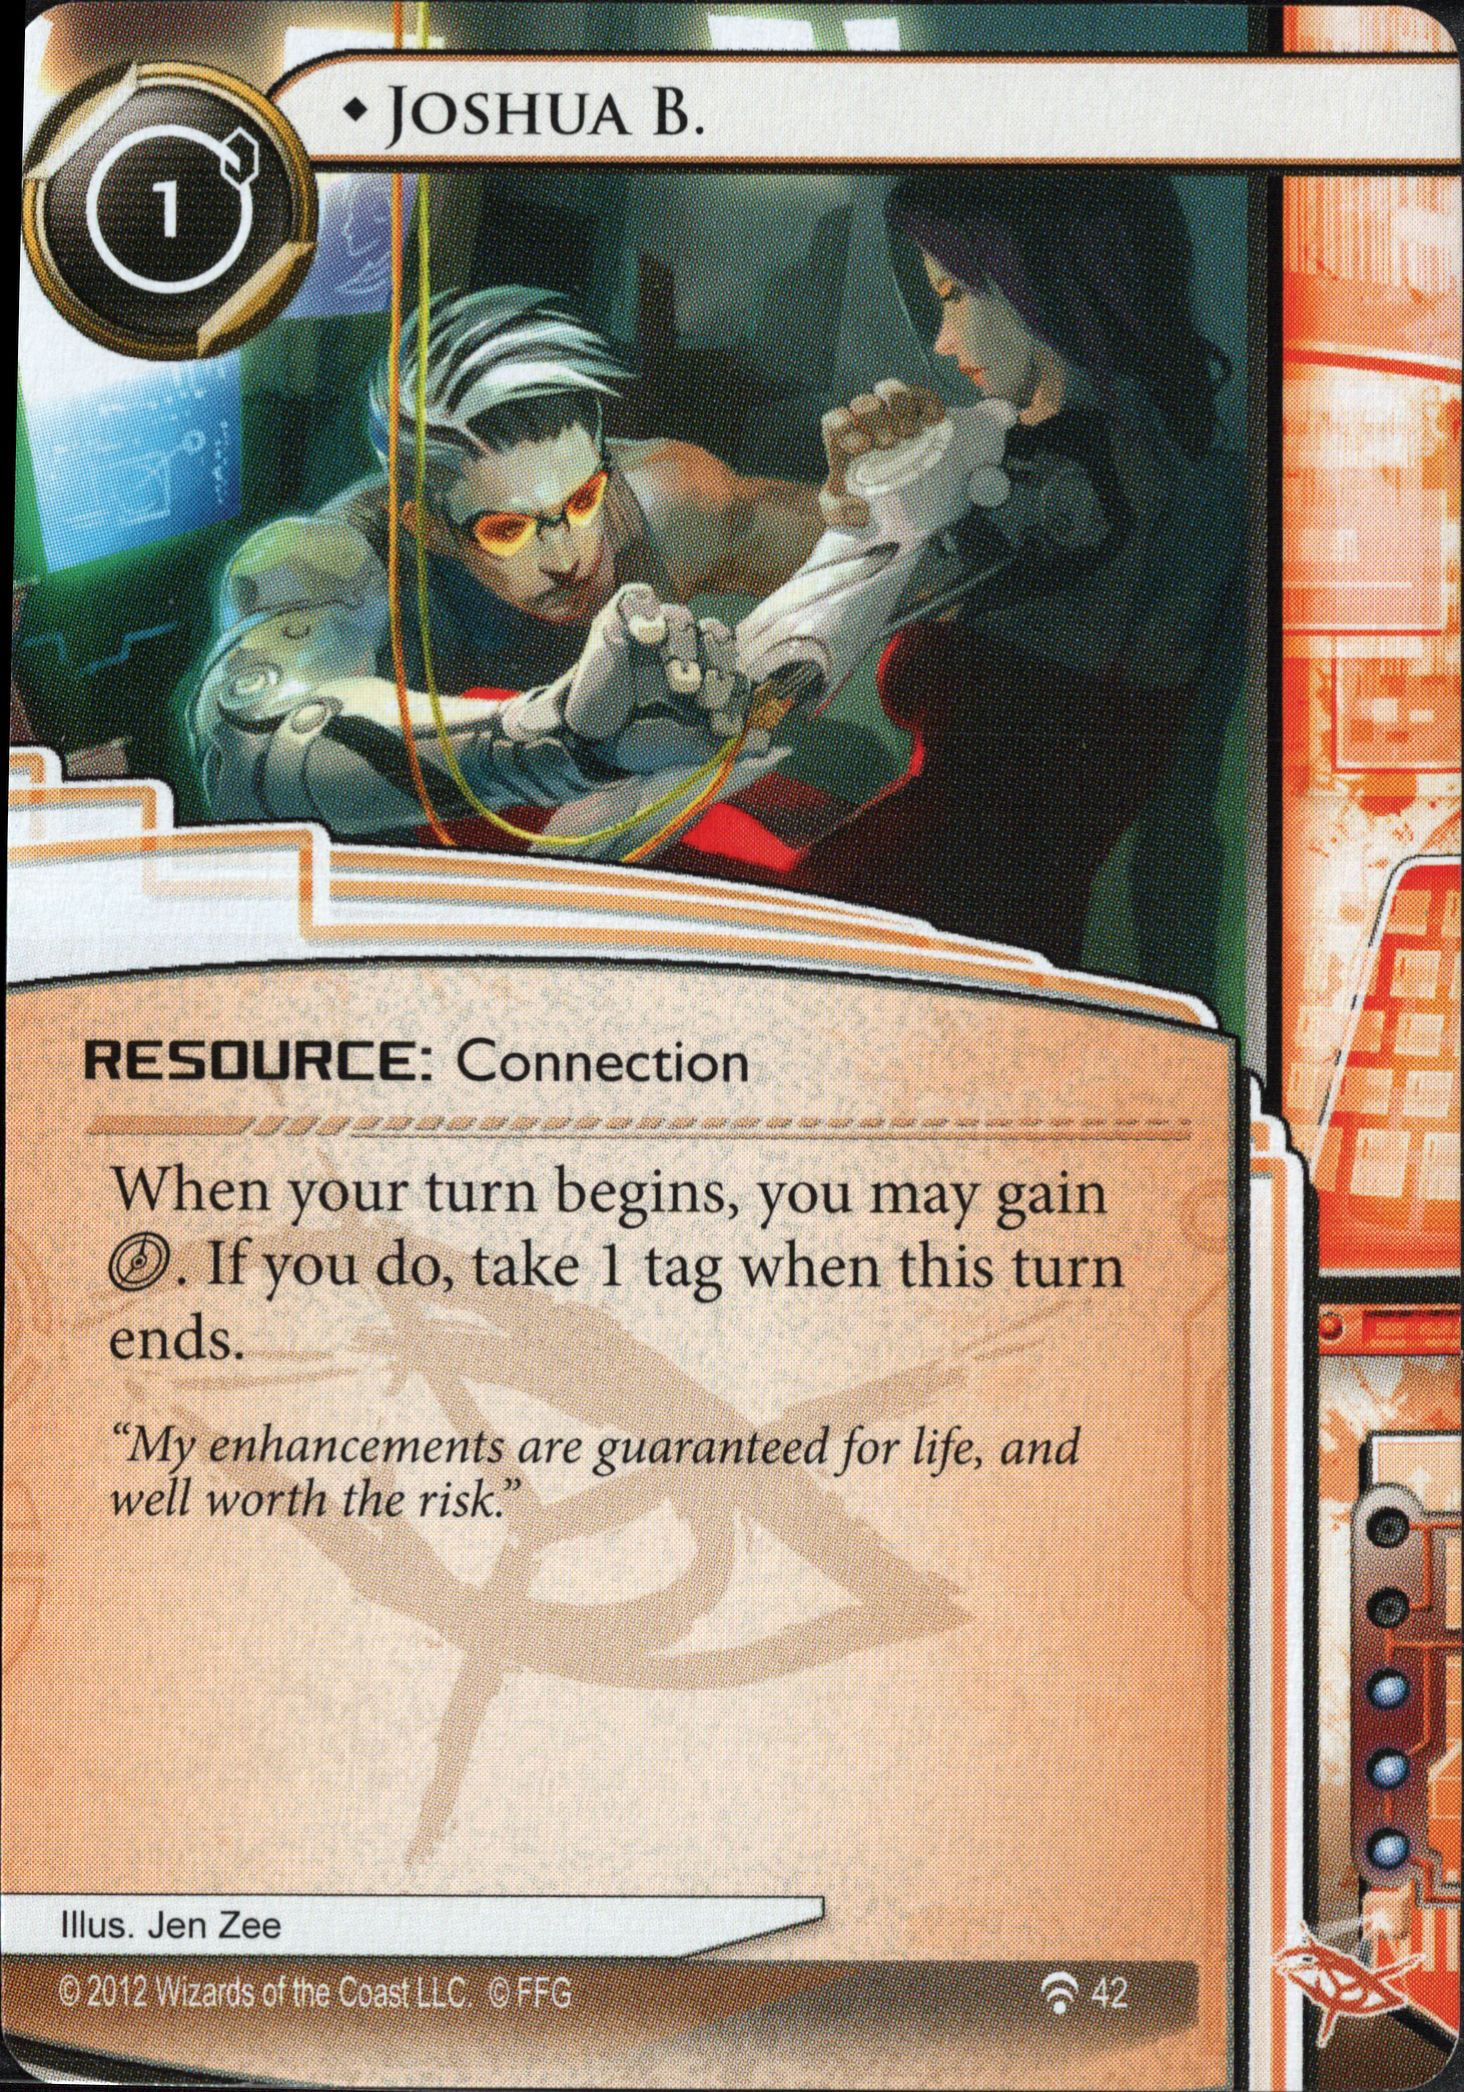 1
◆ JOSHUA B.
RESOURCE: Connection
When your turn begins, you may gain
. If you do, take 1 tag when this turn
ends.
“My enhancements are guaranteed for life, and
well worth the risk.”
Illus. Jen Zee
© 2012 Wizards of the Coast LLC. © FFG
42